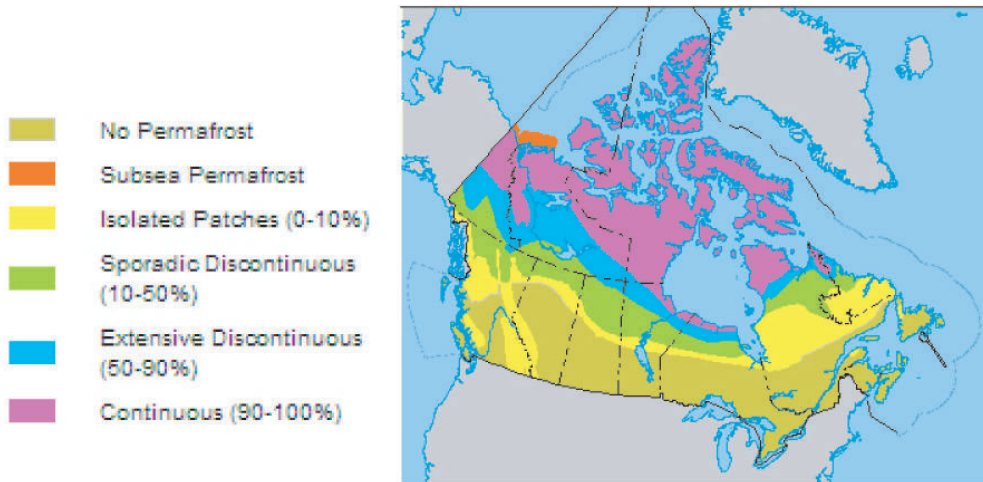 No Permafrost
Subsea Permafrost
Isolated Patches (0-10%)
Sporadic Discontinuous
(10-50%)
Extensive Discontinuous
(50-90%)
Continuous (90-100%)